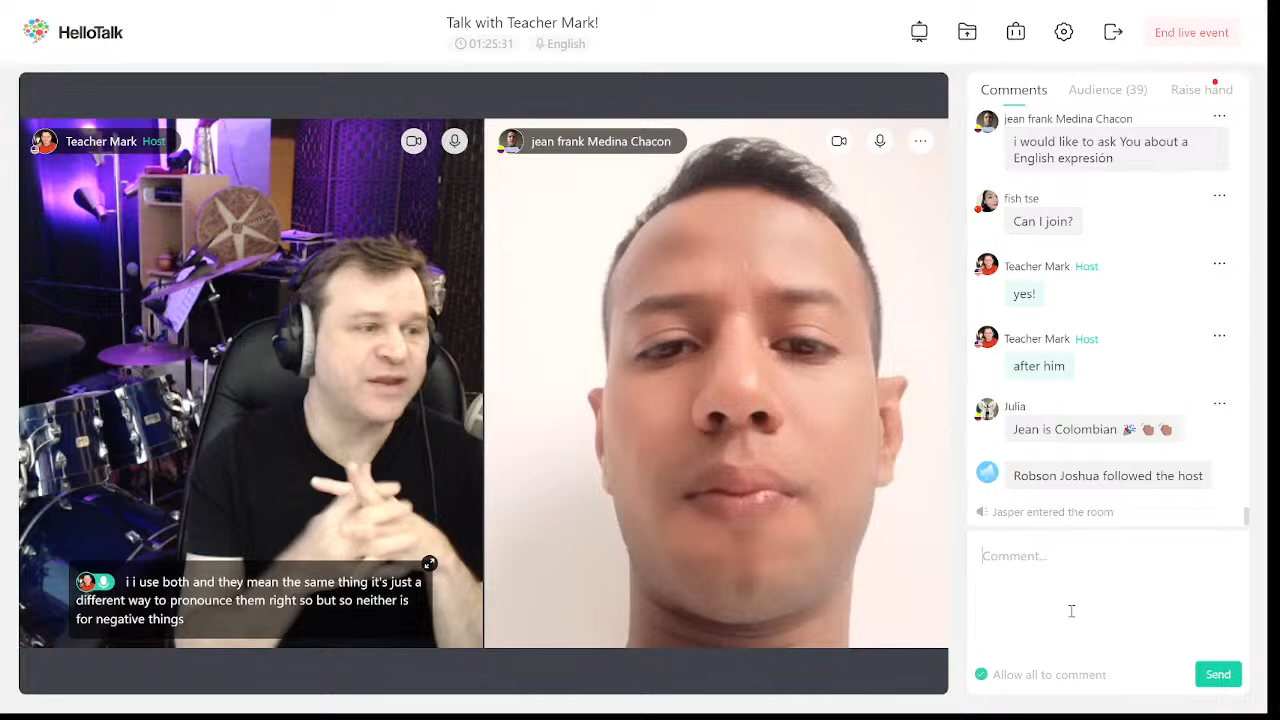 HelloTalk
Talk with Teacher Mark!
01:25:31 English
End live event
Teacher Mark Host
jean frank Medina Chacon
i i use both and they mean the same thing it's just a
different way to pronounce them right so but so neither is
for negative things
Comments Audience (39) Raise hand
jean frank Medina Chacon
i would like to ask You about a
English expresión
fish tse
Can I join?
Teacher Mark Host
yes!
Teacher Mark Host
after him
Julia
Jean is Colombian 🎉 👏🏾 👏🏾
Robson Joshua followed the host
Jasper entered the room
Comment...
Allow all to comment
Send